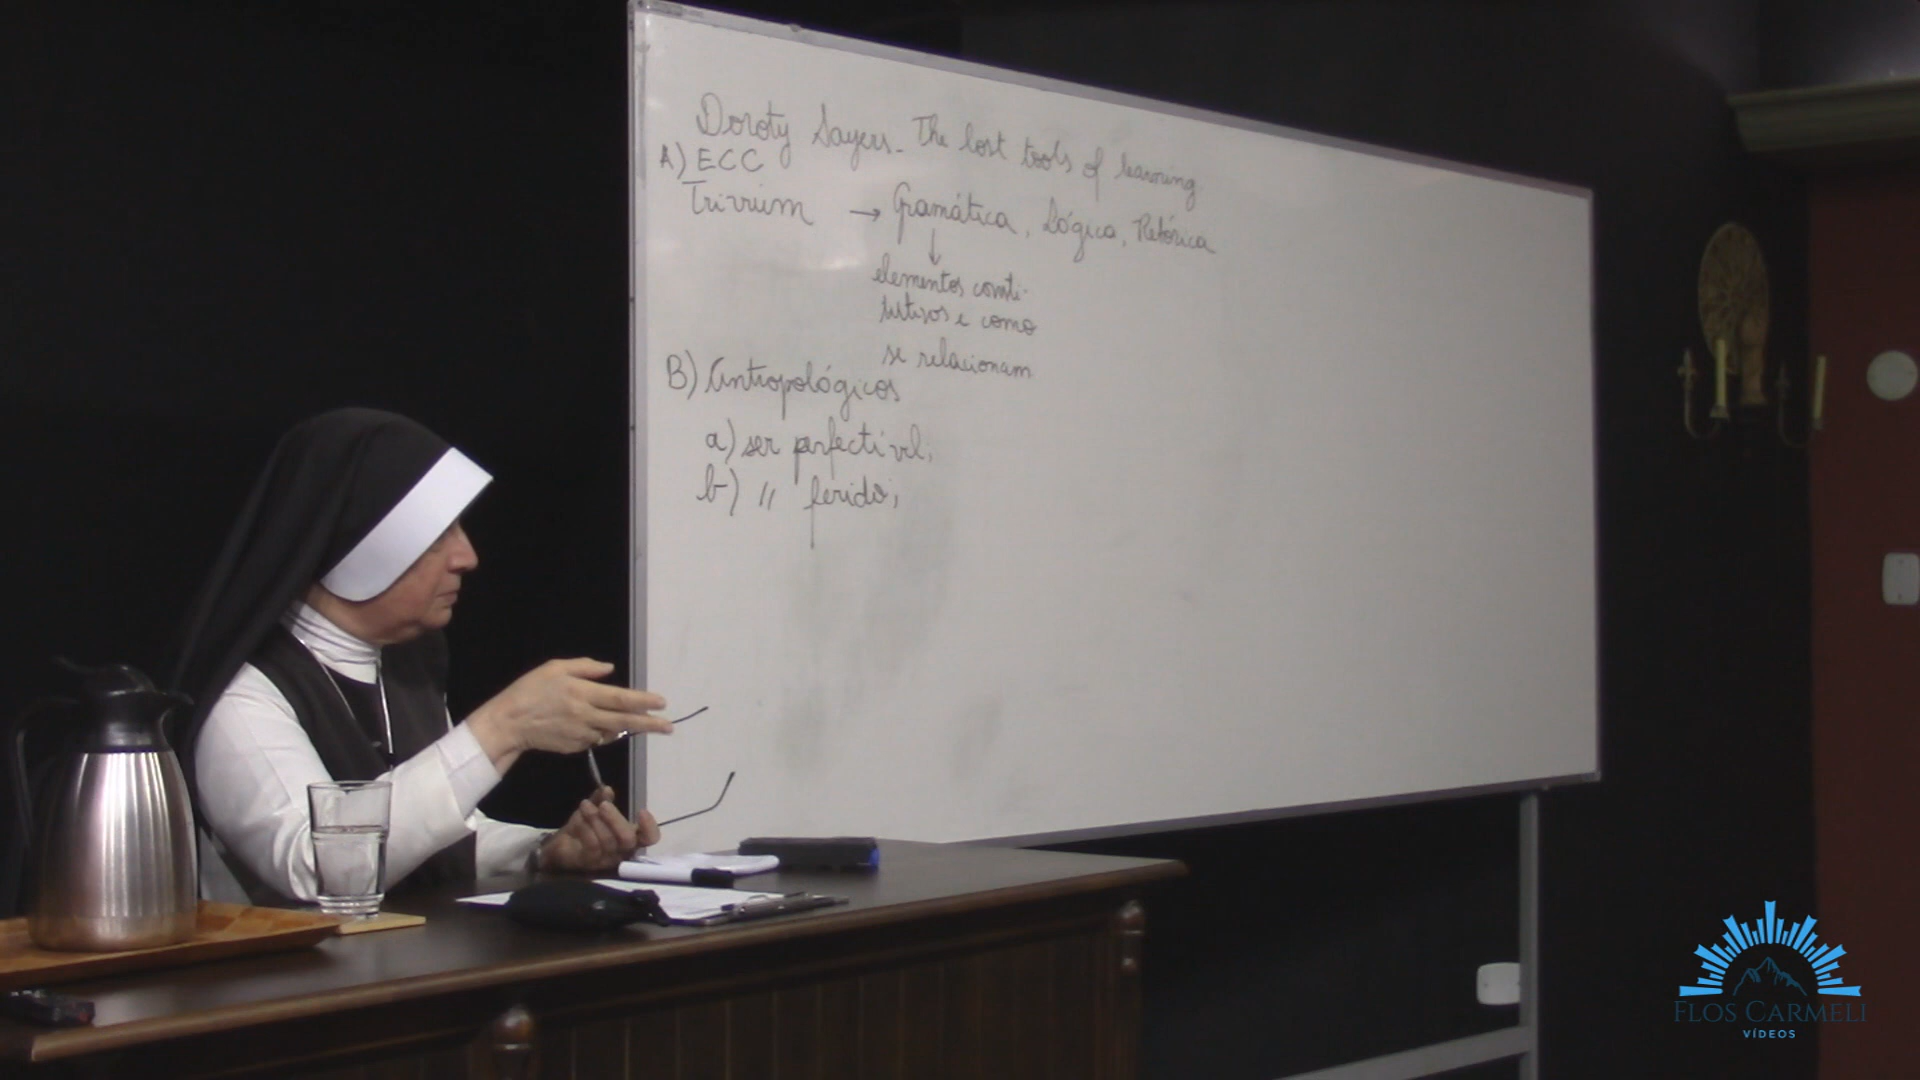 Doroty Sayers - The lost tools of learning
A) ECC
Trivium → Gramática, Lógica, Retórica
↓
elementos consti-
tutivos e como
se relacionam
B) Antropológicos
a) ser perfectível;
b) " ferido;
FLOS CARMELI
VÍDEOS